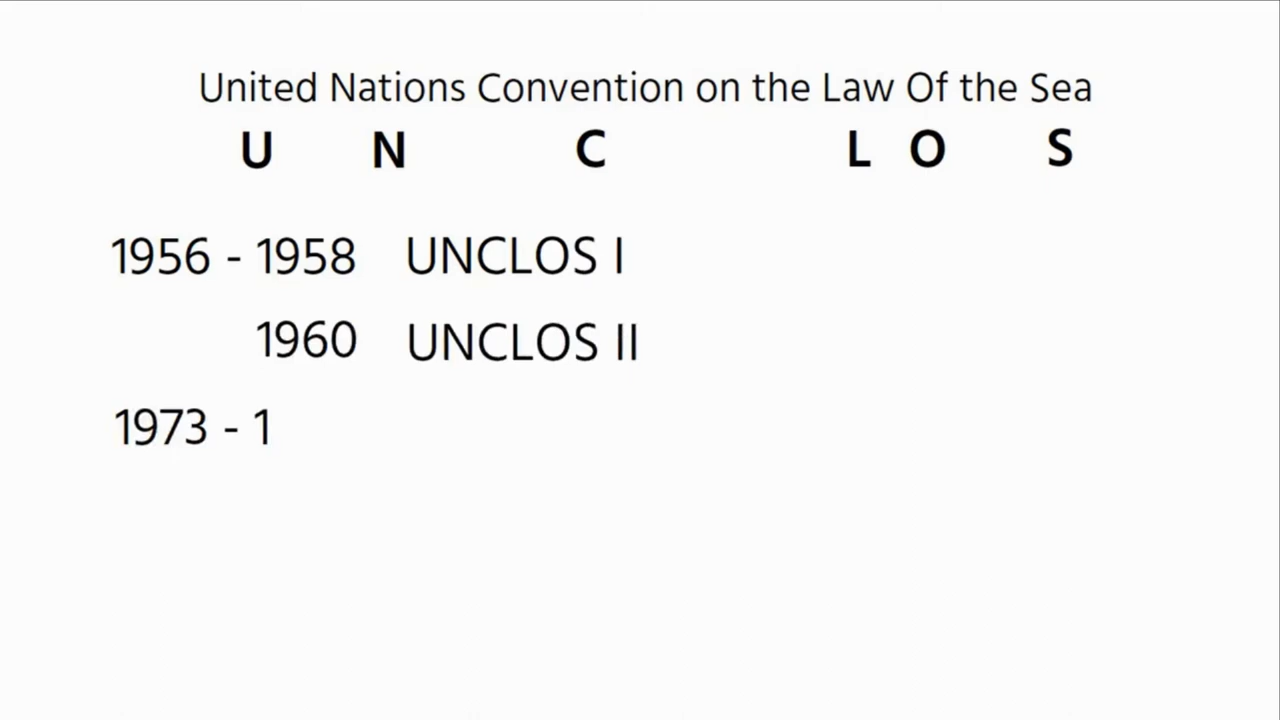 United Nations Convention on the Law Of the Sea
U N C L O S
1956 - 1958 UNCLOS I
1960 UNCLOS II
1973 - 1